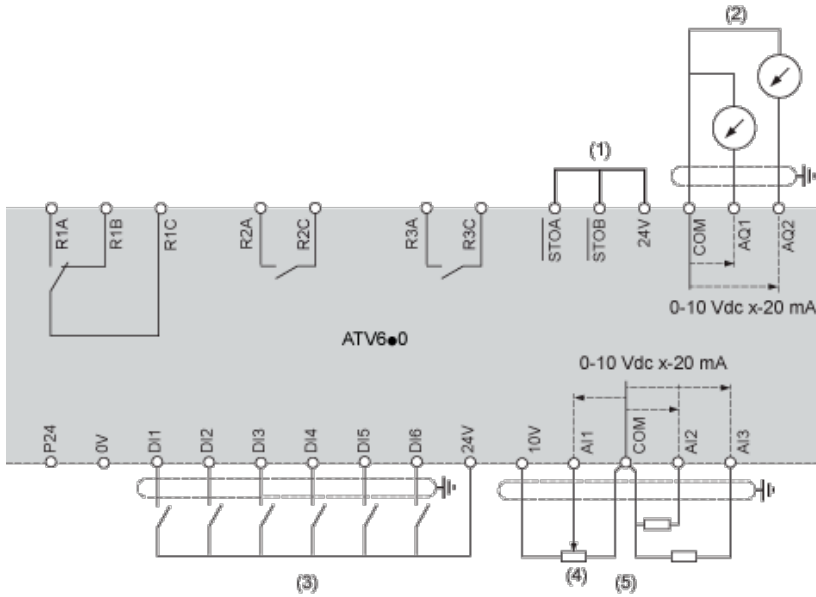 (2)
(1)
R1A
R1B
R1C
R2A
R2C
R3A
R3C
STOA
STOB
24V
COM
AQ1
AQ2
0-10 Vdc x-20 mA
ATV6●0
0-10 Vdc x-20 mA
P24
0V
DI1
DI2
DI3
DI4
DI5
DI6
24V
10V
AI1
COM
AI2
AI3
(3)
(4)
(5)